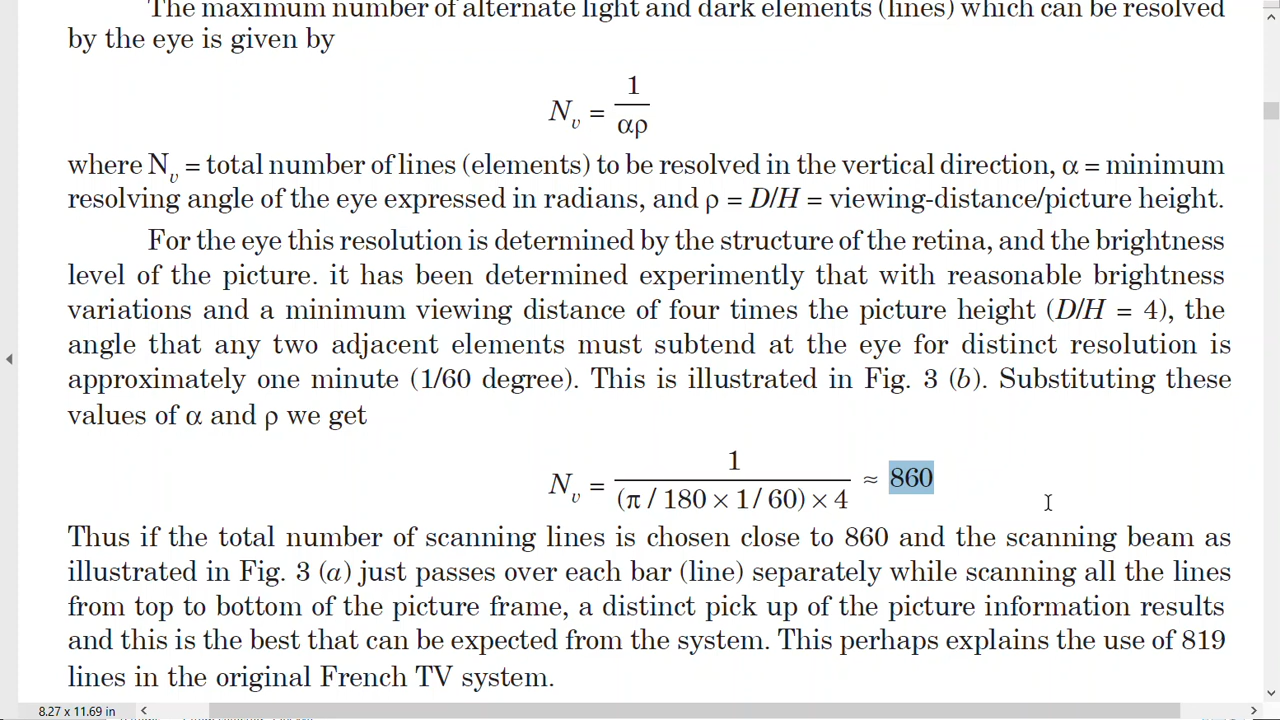 The maximum number of alternate light and dark elements (lines) which can be resolved
by the eye is given by
N_v = 1/αρ
where N_v = total number of lines (elements) to be resolved in the vertical direction, α = minimum
resolving angle of the eye expressed in radians, and ρ = D/H = viewing-distance/picture height.
For the eye this resolution is determined by the structure of the retina, and the brightness
level of the picture. it has been determined experimently that with reasonable brightness
variations and a minimum viewing distance of four times the picture height (D/H = 4), the
angle that any two adjacent elements must subtend at the eye for distinct resolution is
approximately one minute (1/60 degree). This is illustrated in Fig. 3 (b). Substituting these
values of α and ρ we get
N_v = 1/((π / 180 × 1/ 60) × 4) ≈ 860
Thus if the total number of scanning lines is chosen close to 860 and the scanning beam as
illustrated in Fig. 3 (a) just passes over each bar (line) separately while scanning all the lines
from top to bottom of the picture frame, a distinct pick up of the picture information results
and this is the best that can be expected from the system. This perhaps explains the use of 819
lines in the original French TV system.
8.27 x 11.69 in